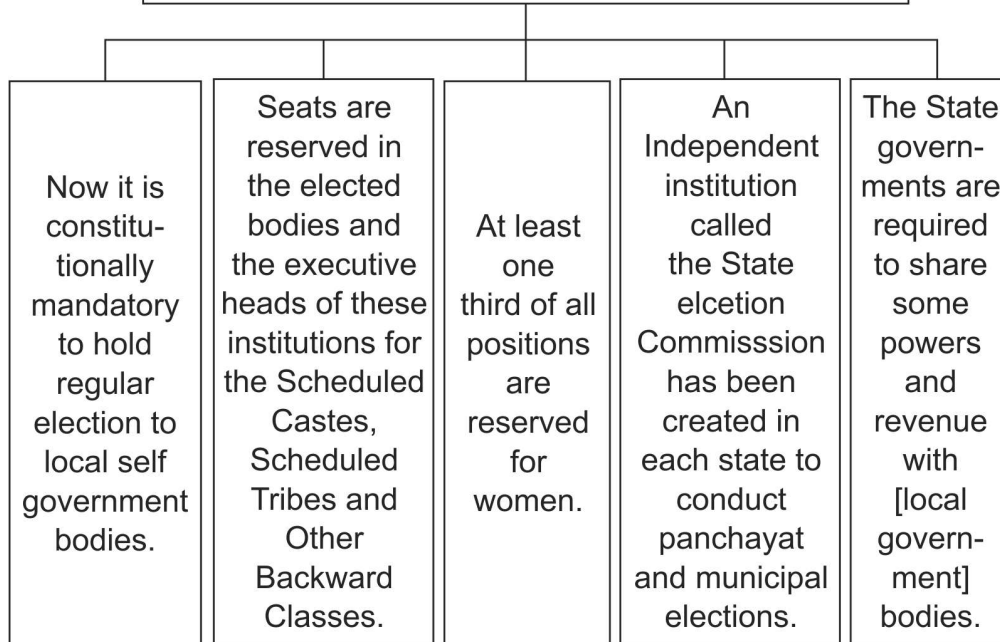 Now it is
constitu-
tionally
mandatory
to hold
regular
election to
local self
government
bodies.
Seats are
reserved in
the elected
bodies and
the executive
heads of these
institutions for
the Scheduled
Castes,
Scheduled
Tribes and
Other
Backward
Classes.
At least
one
third of all
positions
are
reserved
for
women.
An
Independent
institution
called
the State
elcetion
Commisssion
has been
created in
each state to
conduct
panchayat
and municipal
elections.
The State
govern-
ments are
required
to share
some
powers
and
revenue
with
[local
govern-
ment]
bodies.